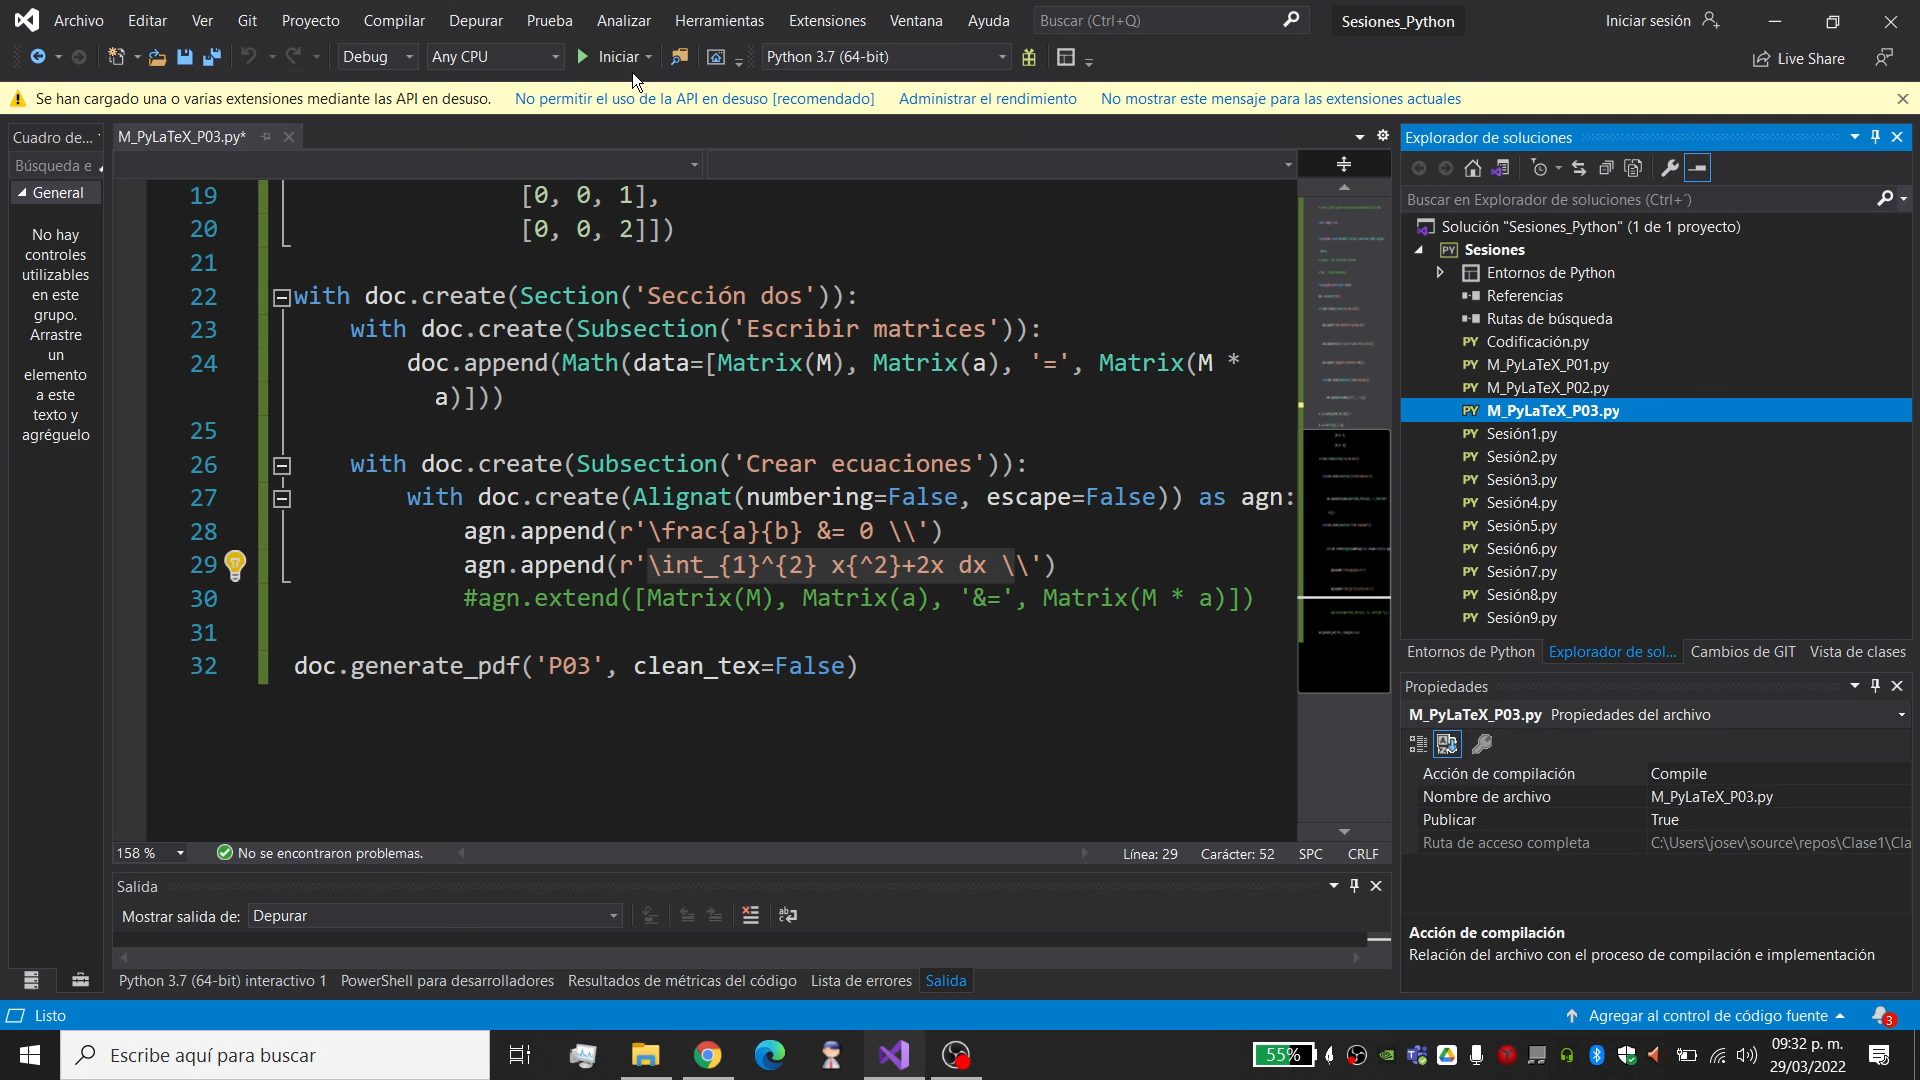 Archivo Editar Ver Git Proyecto Compilar Depurar Prueba Analizar Herramientas Extensiones Ventana Ayuda Buscar (Ctrl+Q) Sesiones_Python Iniciar sesión
Debug Any CPU Iniciar Python 3.7 (64-bit) Live Share
Se han cargado una o varias extensiones mediante las API en desuso. No permitir el uso de la API en desuso [recomendado] Administrar el rendimiento No mostrar este mensaje para las extensiones actuales
Cuadro de...
Búsqueda e
General
No hay
controles
utilizables
en este
grupo.
Arrastre
un
elemento
a este
texto y
agréguelo
M_PyLaTeX_P03.py*
19 [0, 0, 1],
20 [0, 0, 2]])
21
22 with doc.create(Section('Sección dos')):
23 with doc.create(Subsection('Escribir matrices')):
24 doc.append(Math(data=[Matrix(M), Matrix(a), '=', Matrix(M *
a)]))
25
26 with doc.create(Subsection('Crear ecuaciones')):
27 with doc.create(Alignat(numbering=False, escape=False)) as agn:
28 agn.append(r'\frac{a}{b} &= 0 \\')
29 agn.append(r'\int_{1}^{2} x{^2}+2x dx \\')
30 #agn.extend([Matrix(M), Matrix(a), '&=', Matrix(M * a)])
31
32 doc.generate_pdf('P03', clean_tex=False)
158 % No se encontraron problemas. Línea: 29 Carácter: 52 SPC CRLF
Salida
Mostrar salida de: Depurar
Python 3.7 (64-bit) interactivo 1 PowerShell para desarrolladores Resultados de métricas del código Lista de errores Salida
Explorador de soluciones
Buscar en Explorador de soluciones (Ctrl+´)
Solución "Sesiones_Python" (1 de 1 proyecto)
PY Sesiones
Entornos de Python
Referencias
Rutas de búsqueda
PY Codificación.py
PY M_PyLaTeX_P01.py
PY M_PyLaTeX_P02.py
PY M_PyLaTeX_P03.py
PY Sesión1.py
PY Sesión2.py
PY Sesión3.py
PY Sesión4.py
PY Sesión5.py
PY Sesión6.py
PY Sesión7.py
PY Sesión8.py
PY Sesión9.py
Entornos de Python Explorador de sol... Cambios de GIT Vista de clases
Propiedades
M_PyLaTeX_P03.py Propiedades del archivo
Acción de compilación Compile
Nombre de archivo M_PyLaTeX_P03.py
Publicar True
Ruta de acceso completa C:\Users\josev\source\repos\Clase1\Cla
Acción de compilación
Relación del archivo con el proceso de compilación e implementación
Listo Agregar al control de código fuente 3
Escribe aquí para buscar 55% 09:32 p. m.
29/03/2022